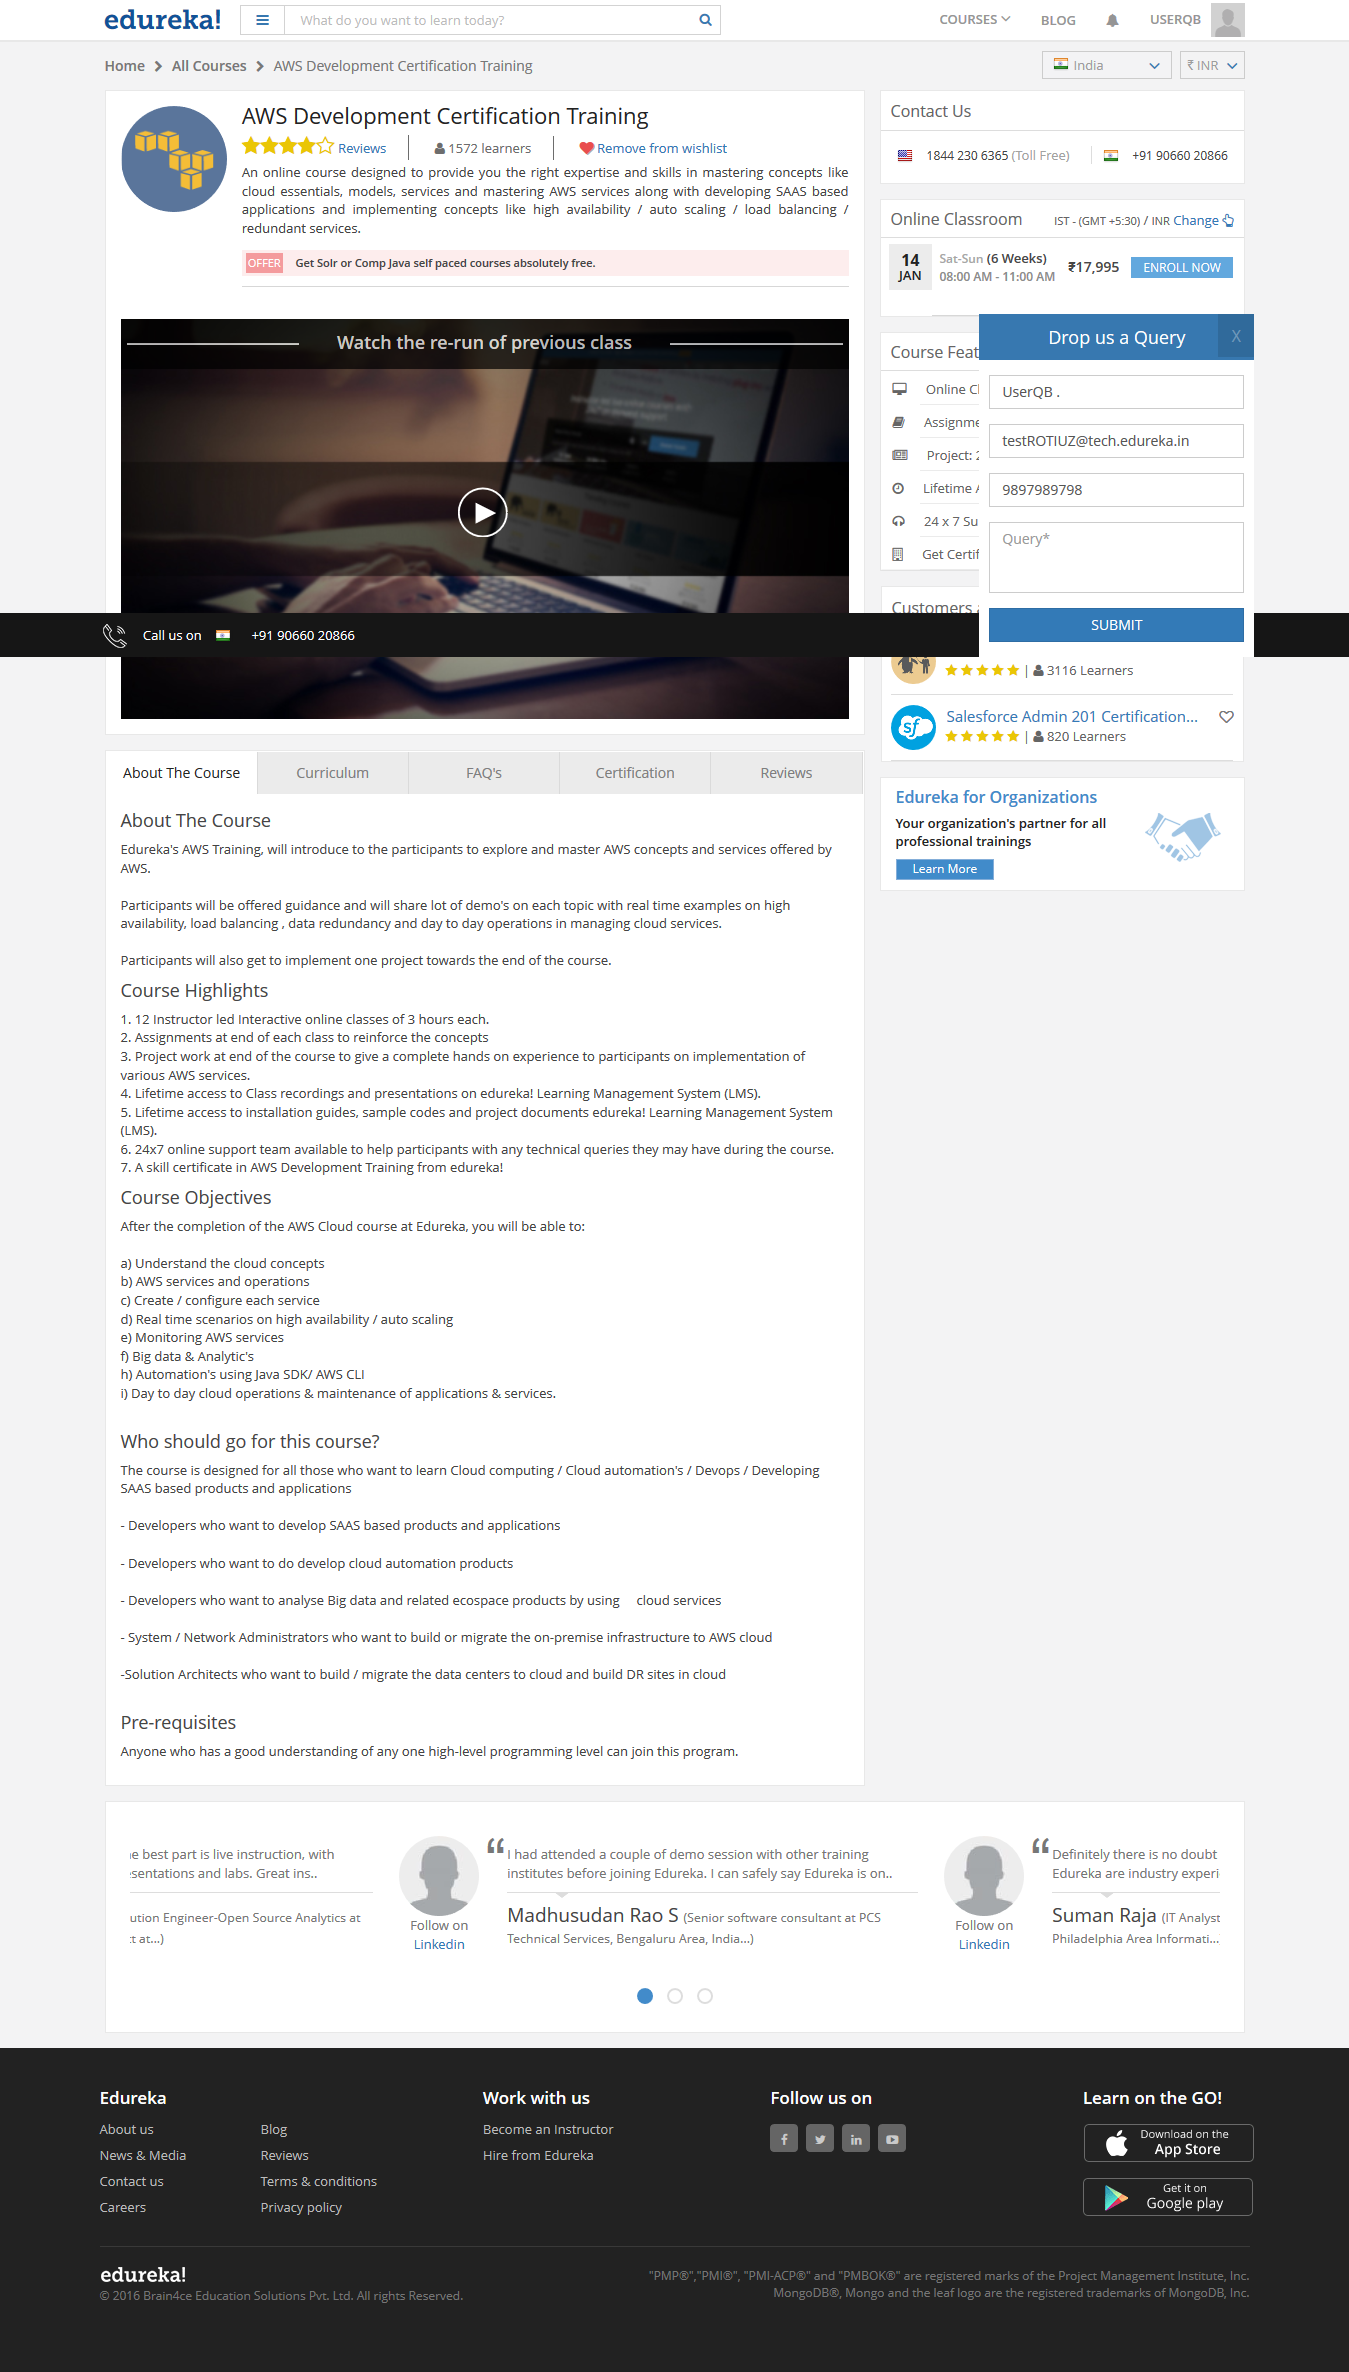 edureka!
What do you want to learn today?
COURSES
BLOG
USERQB
Home > All Courses > AWS Development Certification Training
India
₹ INR
AWS Development Certification Training
Reviews
1572 learners
Remove from wishlist
An online course designed to provide you the right expertise and skills in mastering concepts like
cloud essentials, models, services and mastering AWS services along with developing SAAS based
applications and implementing concepts like high availability / auto scaling / load balancing /
redundant services.
OFFER Get Solr or Comp Java self paced courses absolutely free.
Watch the re-run of previous class
Contact Us
1844 230 6365 (Toll Free)
+91 90660 20866
Online Classroom
IST - (GMT +5:30) / INR Change
14
JAN
Sat-Sun (6 Weeks)
08:00 AM - 11:00 AM
₹17,995
ENROLL NOW
Course Feat
Online Cl
Assignme
Project: 2
Lifetime A
24 x 7 Su
Get Certif
Drop us a Query
X
UserQB .
testROTIUZ@tech.edureka.in
9897989798
Query*
SUBMIT
Call us on
+91 90660 20866
Customers
| 3116 Learners
Salesforce Admin 201 Certification...
| 820 Learners
Edureka for Organizations
Your organization's partner for all
professional trainings
Learn More
About The Course
Curriculum
FAQ's
Certification
Reviews
About The Course
Edureka's AWS Training, will introduce to the participants to explore and master AWS concepts and services offered by
AWS.
Participants will be offered guidance and will share lot of demo's on each topic with real time examples on high
availability, load balancing , data redundancy and day to day operations in managing cloud services.
Participants will also get to implement one project towards the end of the course.
Course Highlights
1. 12 Instructor led Interactive online classes of 3 hours each.
2. Assignments at end of each class to reinforce the concepts
3. Project work at end of the course to give a complete hands on experience to participants on implementation of
various AWS services.
4. Lifetime access to Class recordings and presentations on edureka! Learning Management System (LMS).
5. Lifetime access to installation guides, sample codes and project documents edureka! Learning Management System
(LMS).
6. 24x7 online support team available to help participants with any technical queries they may have during the course.
7. A skill certificate in AWS Development Training from edureka!
Course Objectives
After the completion of the AWS Cloud course at Edureka, you will be able to:
a) Understand the cloud concepts
b) AWS services and operations
c) Create / configure each service
d) Real time scenarios on high availability / auto scaling
e) Monitoring AWS services
f) Big data & Analytic's
h) Automation's using Java SDK/ AWS CLI
i) Day to day cloud operations & maintenance of applications & services.
Who should go for this course?
The course is designed for all those who want to learn Cloud computing / Cloud automation's / Devops / Developing
SAAS based products and applications
- Developers who want to develop SAAS based products and applications
- Developers who want to do develop cloud automation products
- Developers who want to analyse Big data and related ecospace products by using cloud services
- System / Network Administrators who want to build or migrate the on-premise infrastructure to AWS cloud
-Solution Architects who want to build / migrate the data centers to cloud and build DR sites in cloud
Pre-requisites
Anyone who has a good understanding of any one high-level programming level can join this program.
e best part is live instruction, with
sentations and labs. Great ins..
ution Engineer-Open Source Analytics at
t at...)
Follow on
Linkedin
“ I had attended a couple of demo session with other training
institutes before joining Edureka. I can safely say Edureka is on..
Madhusudan Rao S (Senior software consultant at PCS
Technical Services, Bengaluru Area, India...)
Follow on
Linkedin
“ Definitely there is no doubt
Edureka are industry experi
Suman Raja (IT Analyst
Philadelphia Area Informati...
Edureka
About us
News & Media
Contact us
Careers
Blog
Reviews
Terms & conditions
Privacy policy
Work with us
Become an Instructor
Hire from Edureka
Follow us on
Learn on the GO!
Download on the
App Store
Get it on
Google play
edureka!
© 2016 Brain4ce Education Solutions Pvt. Ltd. All rights Reserved.
"PMP®","PMI®", "PMI-ACP®" and "PMBOK®" are registered marks of the Project Management Institute, Inc.
MongoDB®, Mongo and the leaf logo are the registered trademarks of MongoDB, Inc.